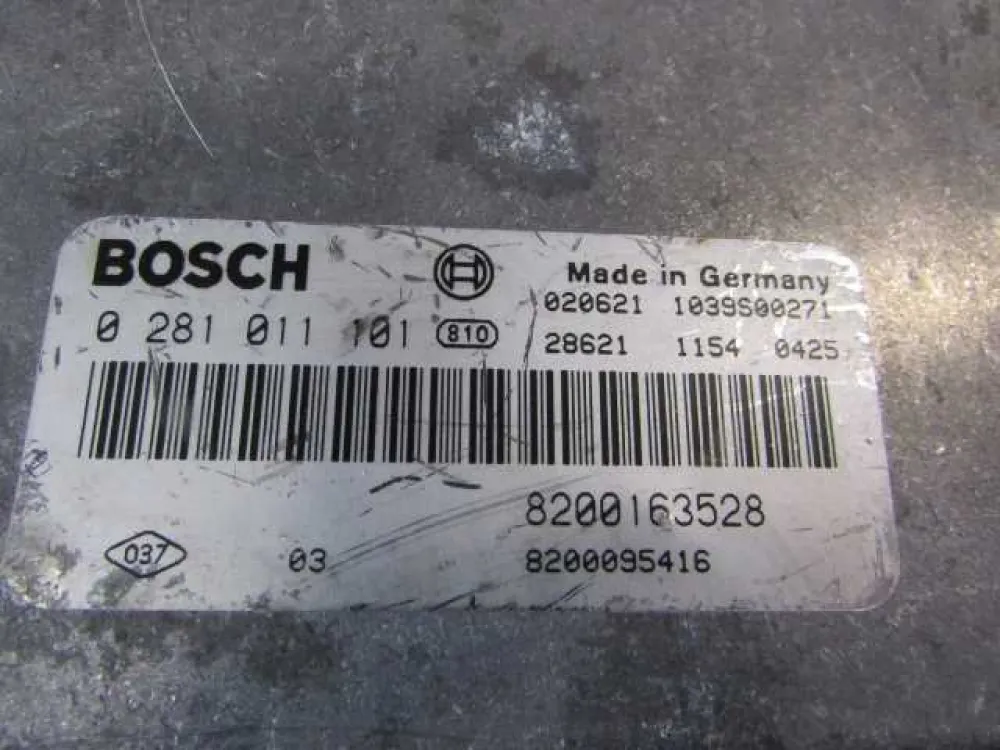 BOSCH
Made in Germany
020621 1039S00271
0 281 011 101 810
28621 1154 0425
8200163528
037 03 8200095416